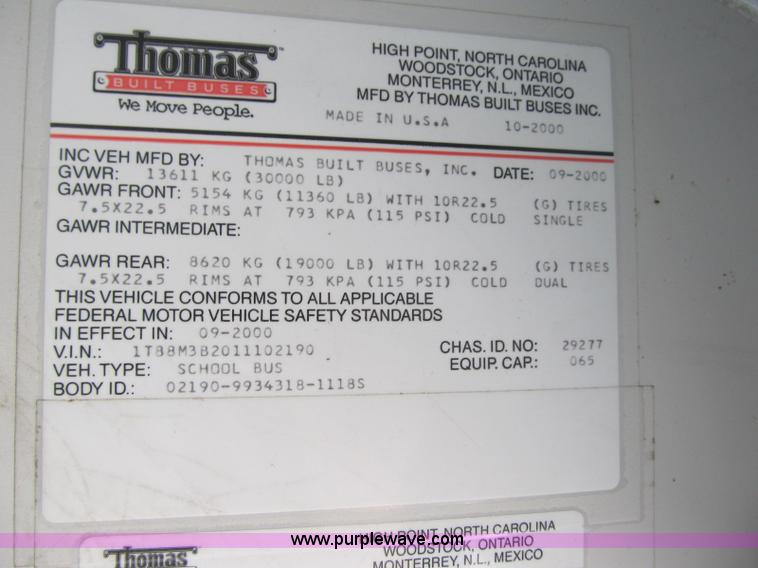 Thomas™
BUILT BUSES
We Move People.
HIGH POINT, NORTH CAROLINA
WOODSTOCK, ONTARIO
MONTERREY, N.L., MEXICO
MFD BY THOMAS BUILT BUSES INC.
MADE IN U.S.A 10-2000
INC VEH MFD BY: THOMAS BUILT BUSES, INC. DATE: 09-2000
GVWR: 13611 KG (30000 LB)
GAWR FRONT: 5154 KG (11360 LB) WITH 10R22.5 (G) TIRES
7.5X22.5 RIMS AT 793 KPA (115 PSI) COLD SINGLE
GAWR INTERMEDIATE:
GAWR REAR: 8620 KG (19000 LB) WITH 10R22.5 (G) TIRES
7.5X22.5 RIMS AT 793 KPA (115 PSI) COLD DUAL
THIS VEHICLE CONFORMS TO ALL APPLICABLE
FEDERAL MOTOR VEHICLE SAFETY STANDARDS
IN EFFECT IN: 09-2000
V.I.N.: 1T88M3B2011102190 CHAS. ID. NO: 29277
VEH. TYPE: SCHOOL BUS EQUIP. CAP.: 065
BODY ID.: 02190-9934318-1118S
www.purplewave.com
Thomas
HIGH POINT, NORTH CAROLINA
WOODSTOCK, ONTARIO
MONTERREY, N.L., MEXICO